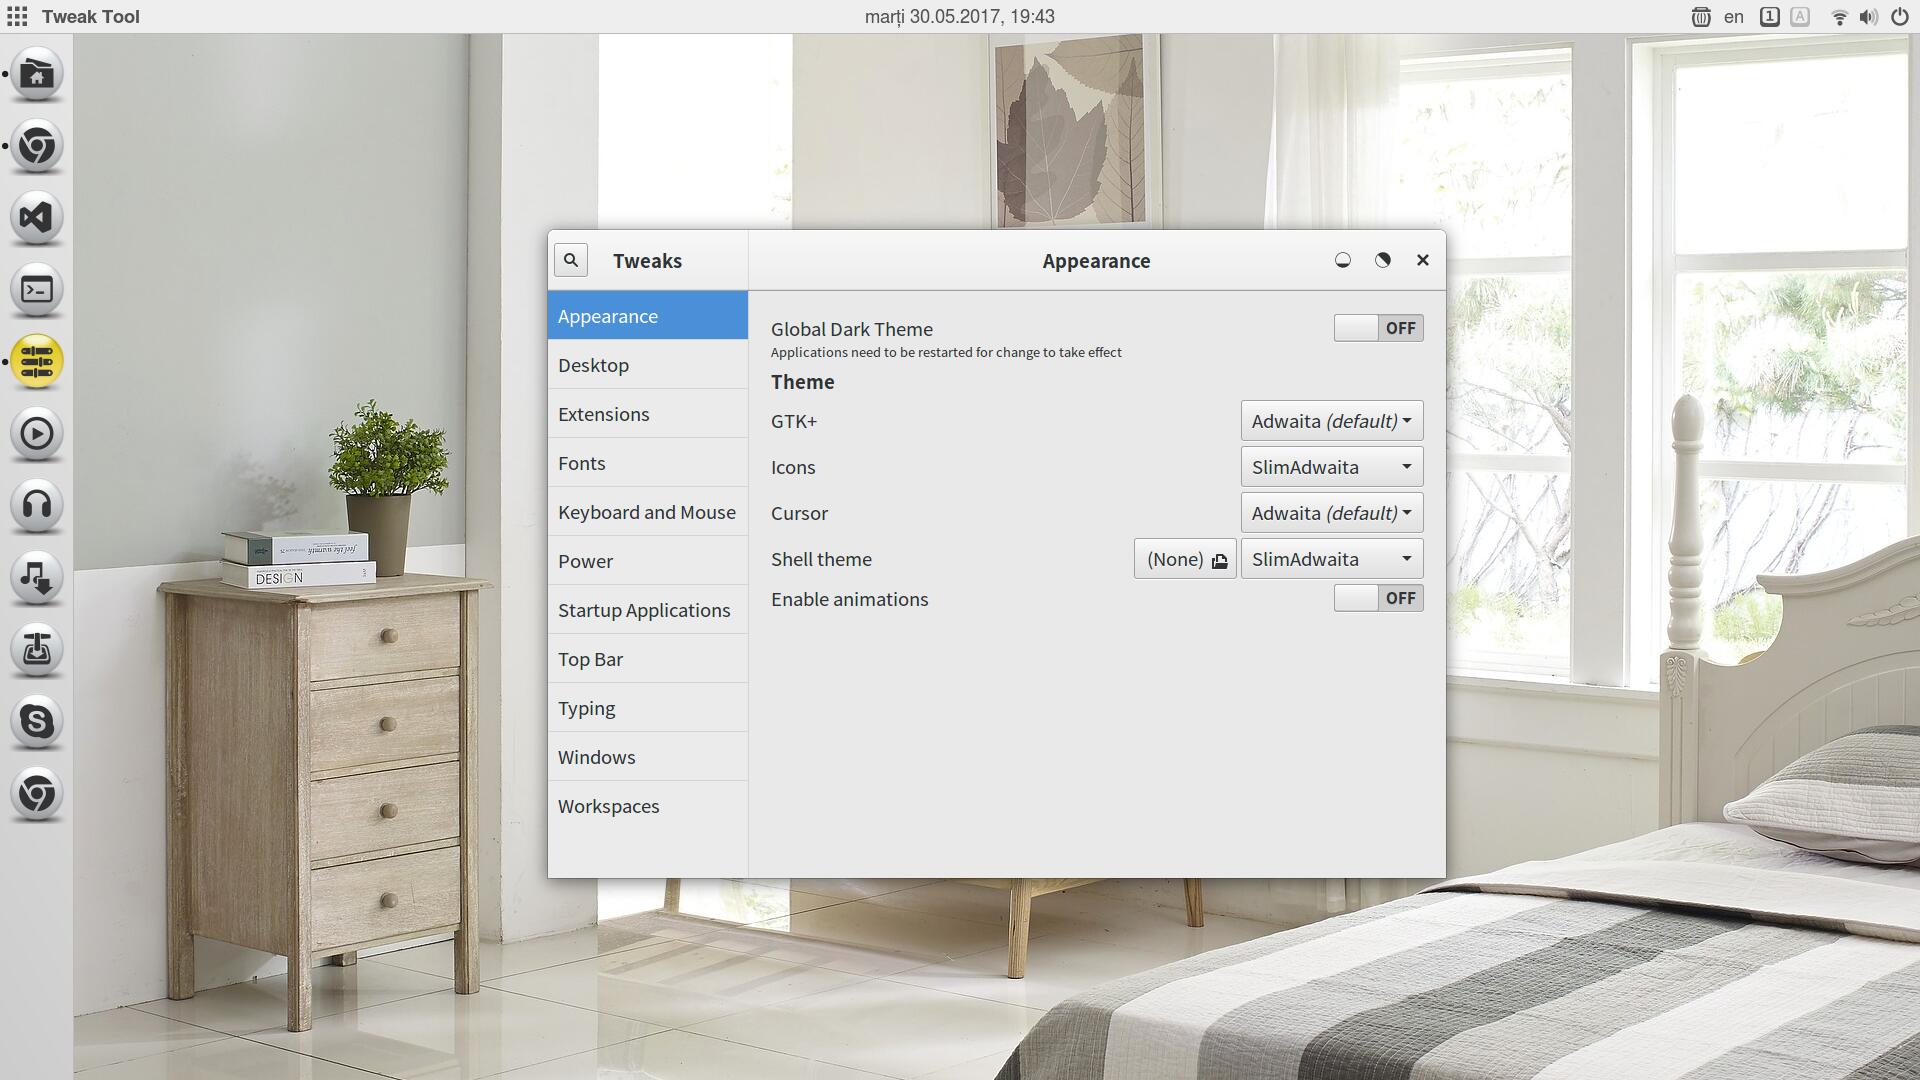 Tweak Tool
marți 30.05.2017, 19:43
en
1
A
Tweaks
Appearance
Appearance
Desktop
Extensions
Fonts
Keyboard and Mouse
Power
Startup Applications
Top Bar
Typing
Windows
Workspaces
Global Dark Theme
OFF
Applications need to be restarted for change to take effect
Theme
GTK+
Adwaita (default)
Icons
SlimAdwaita
Cursor
Adwaita (default)
Shell theme
(None)
SlimAdwaita
Enable animations
OFF
feel the warmth
DESIGN